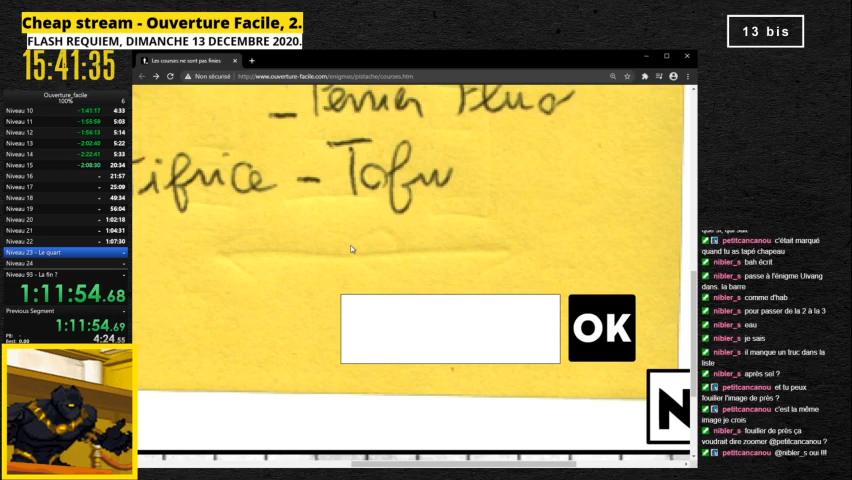 Cheap stream - Ouverture Facile, 2.
FLASH REQUIEM, DIMANCHE 13 DECEMBRE 2020.
15:41:35
13 bis
Ouverture_facile
100% 6
Niveau 10 -1:41:17 4:33
Niveau 11 -1:55:59 5:03
Niveau 12 -1:56:13 5:14
Niveau 13 -2:02:40 5:22
Niveau 14 -2:22:41 5:33
Niveau 15 -2:08:30 20:34
Niveau 16 - 21:57
Niveau 17 - 25:09
Niveau 18 - 49:34
Niveau 19 - 56:04
Niveau 20 - 1:02:18
Niveau 21 - 1:04:31
Niveau 22 - 1:07:30
Niveau 23 - Le quart -
Niveau 24 -
Niveau 93 - La fin ? -
1:11:54.68
Previous Segment -
1:11:54.69
PB: -
Best: 0.00 4:24.55
Les courses ne sont pas finies
Non sécurisé | http://www.ouverture-facile.com/enigmes/pistache/courses.htm
ifrice - Tofu
OK
N
petitcancanou c'était marqué
quand tu as tapé chapeau
nibler_s bah écrit
nibler_s passe à l'énigme Uivang
dans. la barre
nibler_s comme d'hab
nibler_s pour passer de la 2 à la 3
nibler_s eau
nibler_s je sais
nibler_s il manque un truc dans la
liste
nibler_s après sel ?
petitcancanou et tu peux
fouiller l'image de près ?
petitcancanou c'est la même
image je crois
nibler_s fouiller de près ça
voudrait dire zoomer @petitcancanou ?
petitcancanou @nibler_s oui !!!